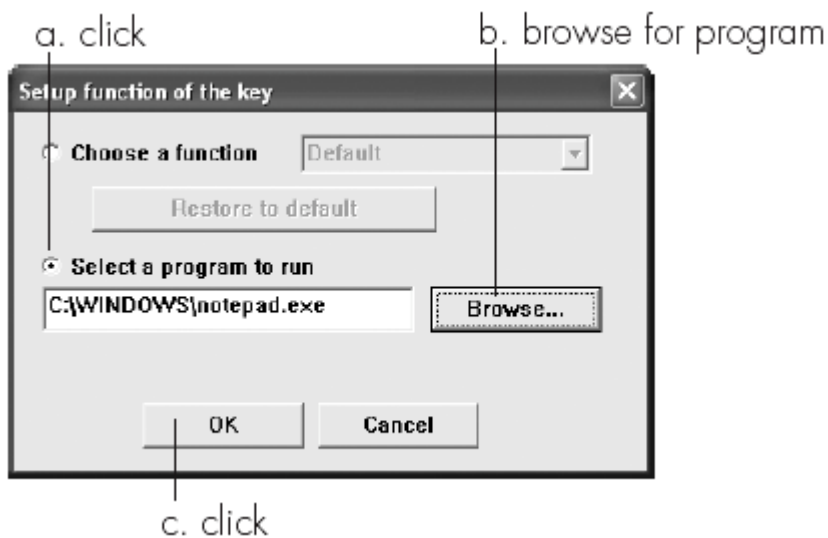 a. click
b. browse for program
Setup function of the key
Choose a function
Default
Restore to default
Select a program to run
C:\WINDOWS\notepad.exe
Browse...
OK
Cancel
c. click